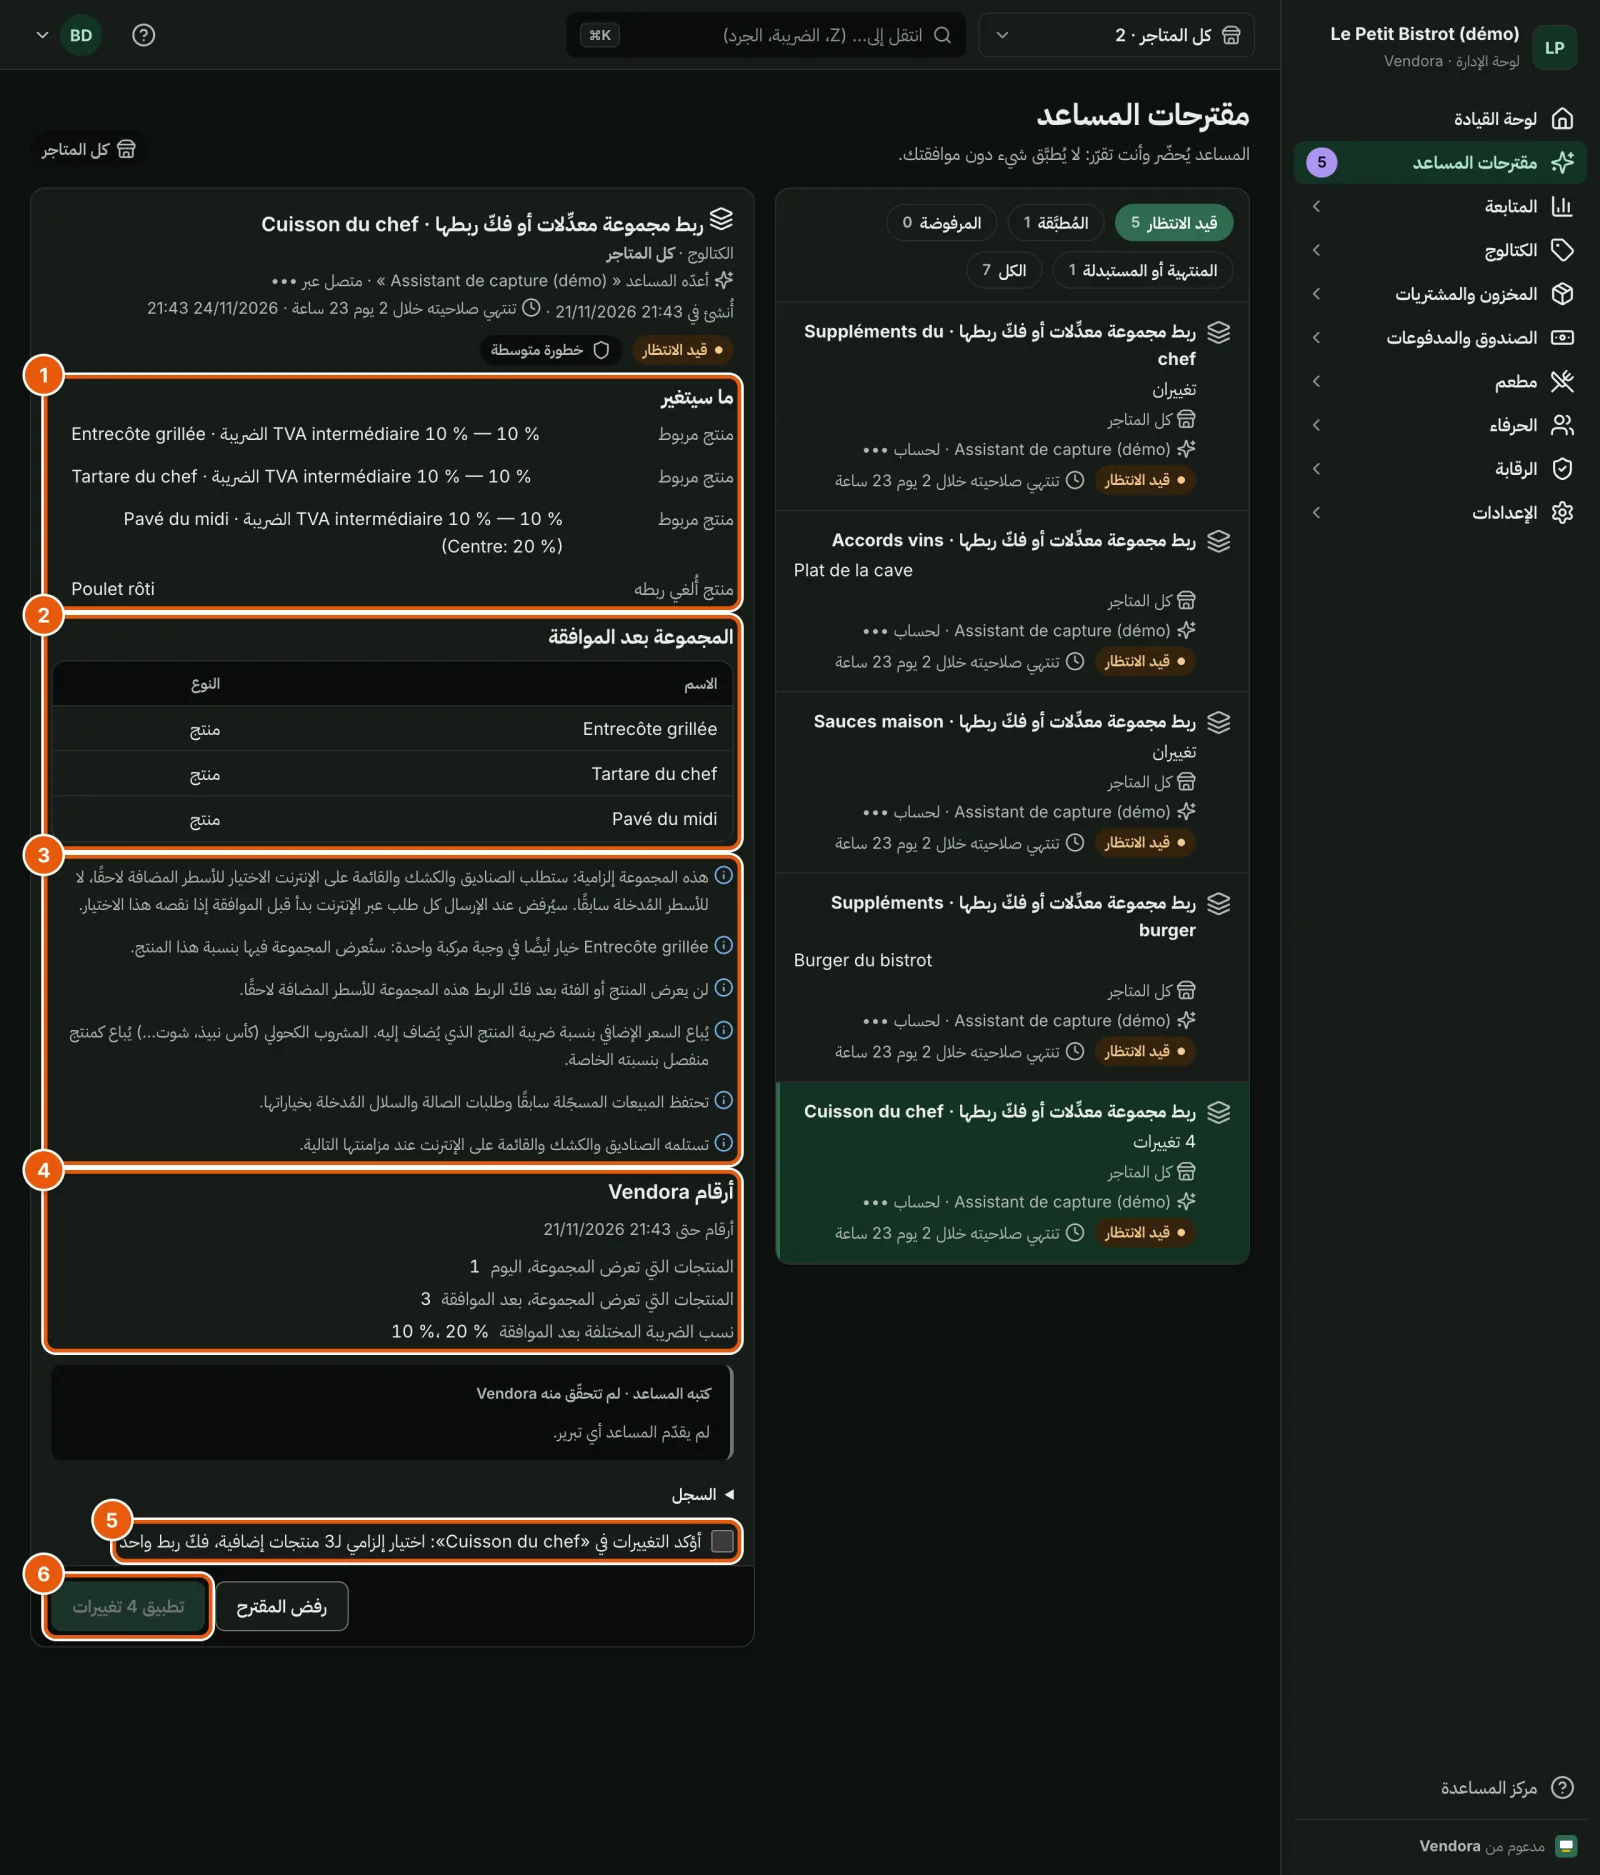 Le Petit Bistrot (démo)
لوحة الإدارة · Vendora
LP
كل المتاجر · 2
انتقل إلى... (Z، الضريبة، الجرد)
⌘K
BD
لوحة القيادة
مقترحات المساعد
5
المتابعة
الكتالوج
المخزون والمشتريات
الصندوق والمدفوعات
مطعم
الحرفاء
الرقابة
الإعدادات
مركز المساعدة
مدعوم من Vendora
مقترحات المساعد
المساعد يُحضّر وأنت تقرّر: لا يُطبَّق شيء دون موافقتك.
كل المتاجر
قيد الانتظار 5
المُطبَّقة 1
المرفوضة 0
المنتهية أو المستبدلة 1
الكل 7
ربط مجموعة معدِّلات أو فكّ ربطها · Suppléments du
chef
تغييران
كل المتاجر
Assistant de capture (démo) · لحساب •••
قيد الانتظار
تنتهي صلاحيته خلال 2 يوم 23 ساعة
ربط مجموعة معدِّلات أو فكّ ربطها · Accords vins
Plat de la cave
كل المتاجر
Assistant de capture (démo) · لحساب •••
قيد الانتظار
تنتهي صلاحيته خلال 2 يوم 23 ساعة
ربط مجموعة معدِّلات أو فكّ ربطها · Sauces maison
تغييران
كل المتاجر
Assistant de capture (démo) · لحساب •••
قيد الانتظار
تنتهي صلاحيته خلال 2 يوم 23 ساعة
ربط مجموعة معدِّلات أو فكّ ربطها · Suppléments
burger
Burger du bistrot
كل المتاجر
Assistant de capture (démo) · لحساب •••
قيد الانتظار
تنتهي صلاحيته خلال 2 يوم 23 ساعة
ربط مجموعة معدِّلات أو فكّ ربطها · Cuisson du chef
4 تغييرات
كل المتاجر
Assistant de capture (démo) · لحساب •••
قيد الانتظار
تنتهي صلاحيته خلال 2 يوم 23 ساعة
ربط مجموعة معدِّلات أو فكّ ربطها · Cuisson du chef
الكتالوج · كل المتاجر
أعدّه المساعد « Assistant de capture (démo) » · متصل عبر •••
أُنشئ في 21/11/2026 21:43 · تنتهي صلاحيته خلال 2 يوم 23 ساعة · 24/11/2026 21:43
قيد الانتظار
خطورة متوسطة
1
ما سيتغير
منتج مربوط
Entrecôte grillée · الضريبة TVA intermédiaire 10 % — 10 %
منتج مربوط
Tartare du chef · الضريبة TVA intermédiaire 10 % — 10 %
منتج مربوط
Pavé du midi · الضريبة TVA intermédiaire 10 % — 10 %
(Centre: 20 %)
منتج أُلغي ربطه
Poulet rôti
2
المجموعة بعد الموافقة
الاسم
النوع
Entrecôte grillée
منتج
Tartare du chef
منتج
Pavé du midi
منتج
3
هذه المجموعة إلزامية: ستطلب الصناديق والكشك والقائمة على الإنترنت الاختيار للأسطر المضافة لاحقًا، لا
للأسطر المُدخلة سابقًا. سيُرفض عند الإرسال كل طلب عبر الإنترنت بدأ قبل الموافقة إذا نقصه هذا الاختيار.
Entrecôte grillée خيار أيضًا في وجبة مركبة واحدة: ستُعرض المجموعة فيها بنسبة هذا المنتج.
لن يعرض المنتج أو الفئة بعد فكّ الربط هذه المجموعة للأسطر المضافة لاحقًا.
يُباع السعر الإضافي بنسبة ضريبة المنتج الذي يُضاف إليه. المشروب الكحولي (كأس نبيذ، شوت...) يُباع كمنتج
منفصل بنسبته الخاصة.
تحتفظ المبيعات المسجّلة سابقًا وطلبات الصالة والسلال المُدخلة بخياراتها.
تستلمه الصناديق والكشك والقائمة على الإنترنت عند مزامنتها التالية.
4
أرقام Vendora
أرقام حتى 21/11/2026 21:43
المنتجات التي تعرض المجموعة، اليوم 1
المنتجات التي تعرض المجموعة، بعد الموافقة 3
نسب الضريبة المختلفة بعد الموافقة 10 %، 20 %
كتبه المساعد · لم تتحقّق منه Vendora
لم يقدّم المساعد أي تبرير.
السجل
5
أؤكد التغييرات في «Cuisson du chef»: اختيار إلزامي لـ3 منتجات إضافية، فكّ ربط واحد
6
رفض المقترح
تطبيق 4 تغييرات